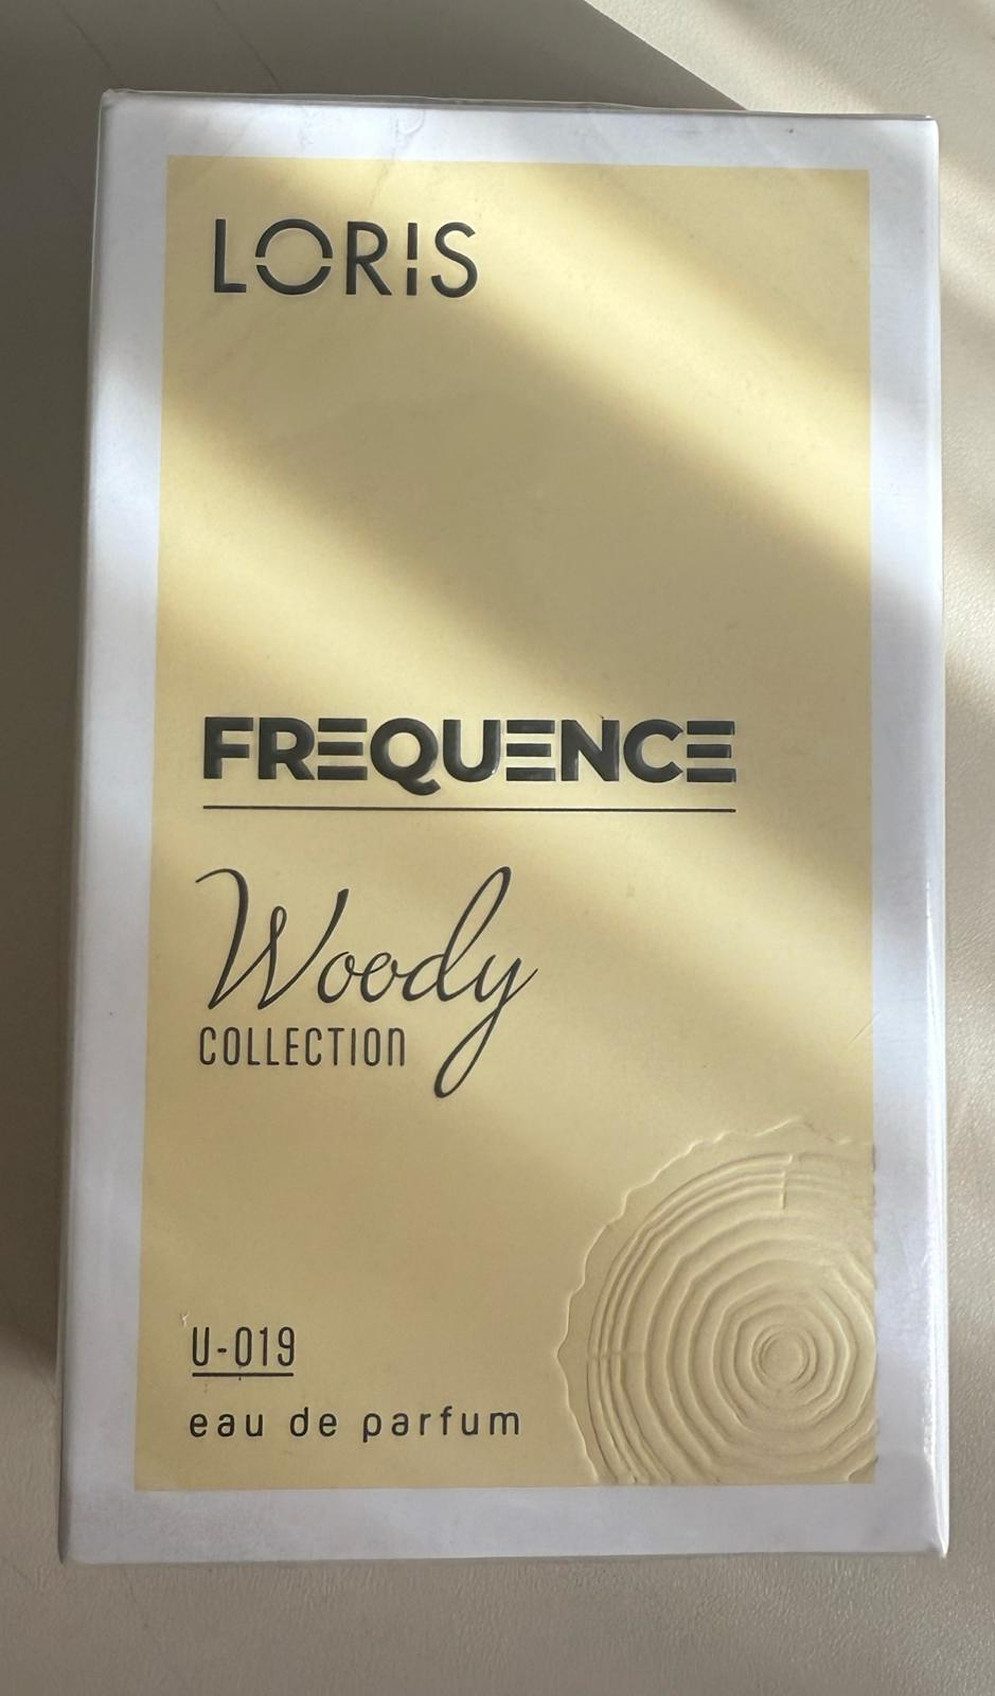 LORIS
FREQUENCE
Woody
COLLECTION
U-019
eau de parfum